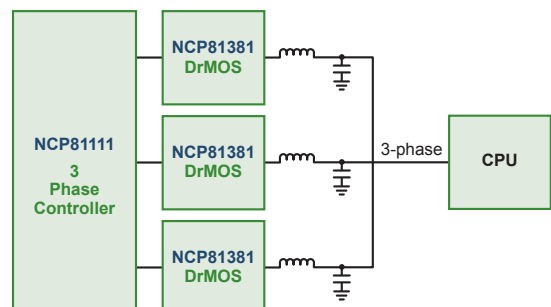 NCP81111
3
Phase
Controller
NCP81381
DrMOS
NCP81381
DrMOS
NCP81381
DrMOS
3-phase
CPU